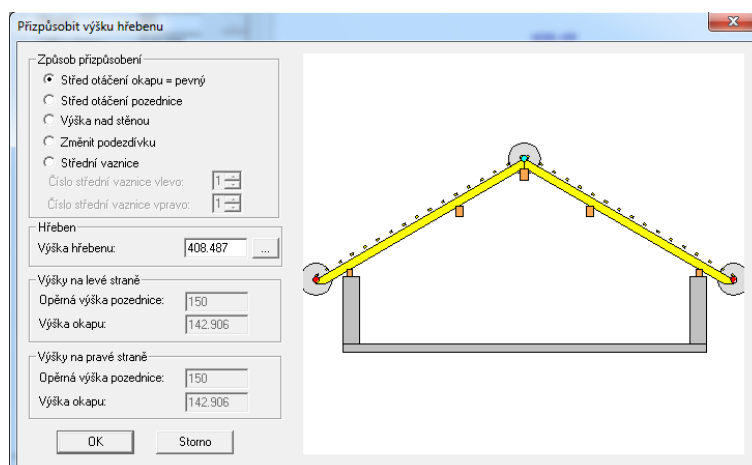 Přizpůsobit výšku hřebenu
Způsob přizpůsobení
Střed otáčení okapu = pevný
Střed otáčení pozednice
Výška nad stěnou
Změnit podezdívku
Střední vaznice
Číslo střední vaznice vlevo: 1
Číslo střední vaznice vpravo: 1
Hřeben
Výška hřebenu: 408.487 ...
Výšky na levé straně
Opěrná výška pozednice: 150
Výška okapu: 142.906
Výšky na pravé straně
Opěrná výška pozednice: 150
Výška okapu: 142.906
OK Storno